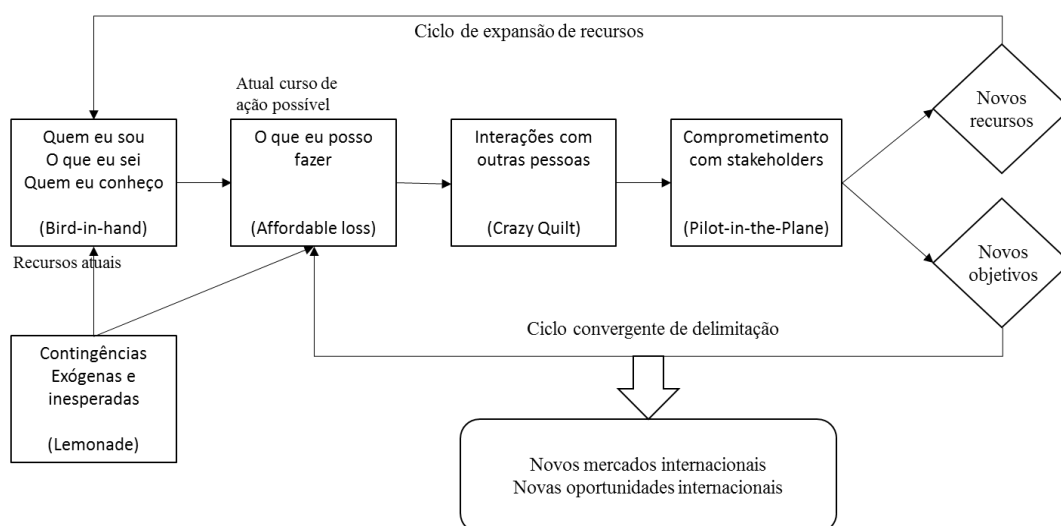 Ciclo de expansão de recursos
Atual curso de
ação possível
Quem eu sou
O que eu sei
Quem eu conheço
(Bird-in-hand)
O que eu posso
fazer
(Affordable loss)
Interações com
outras pessoas
(Crazy Quilt)
Comprometimento
com stakeholders
(Pilot-in-the-Plane)
Novos
recursos
Novos
objetivos
Recursos atuais
Contingências
Exógenas e
inesperadas
(Lemonade)
Ciclo convergente de delimitação
Novos mercados internacionais
Novas oportunidades internacionais